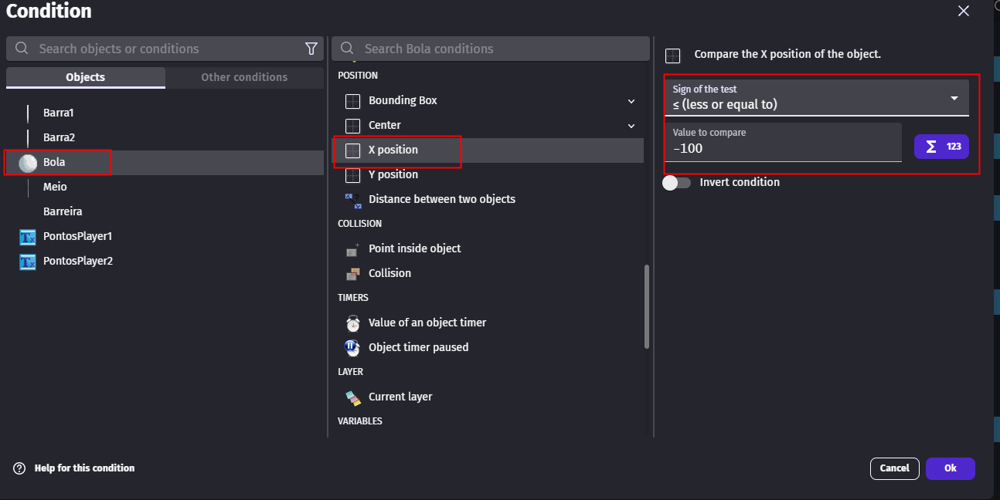 Condition
Search objects or conditions
Objects
Other conditions
Barra1
Barra2
Bola
Meio
Barreira
PontosPlayer1
PontosPlayer2
Search Bola conditions
POSITION
Bounding Box
Center
X position
Y position
Distance between two objects
COLLISION
Point inside object
Collision
TIMERS
Value of an object timer
Object timer paused
LAYER
Current layer
VARIABLES
Compare the X position of the object.
Sign of the test
≤ (less or equal to)
Value to compare
-100
Σ 123
Invert condition
Help for this condition
Cancel
Ok